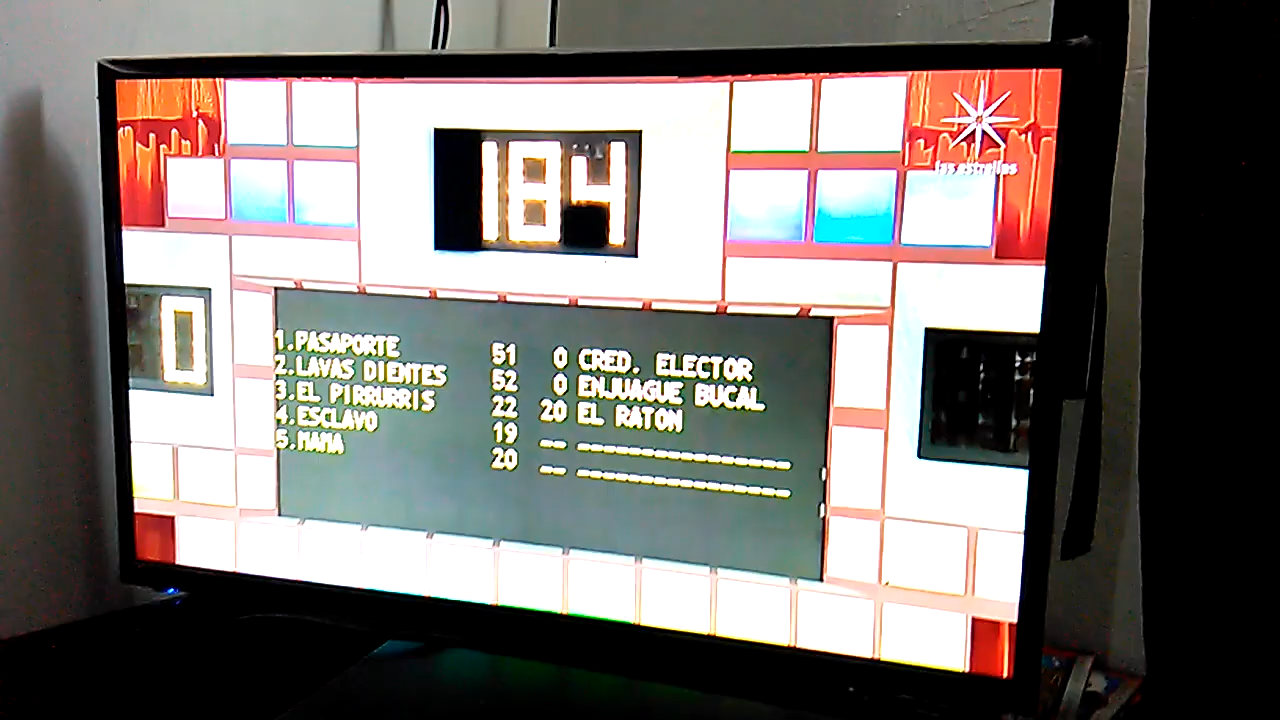 las estrellas
184
0
1.PASAPORTE 51 0 CRED. ELECTOR
2.LAVAS DIENTES 52 0 ENJUAGUE BUCAL
3.EL PIRRURRIS 22 20 EL RATON
4.ESCLAVO 19 -- ----------------
5.MAMA 20 -- ----------------